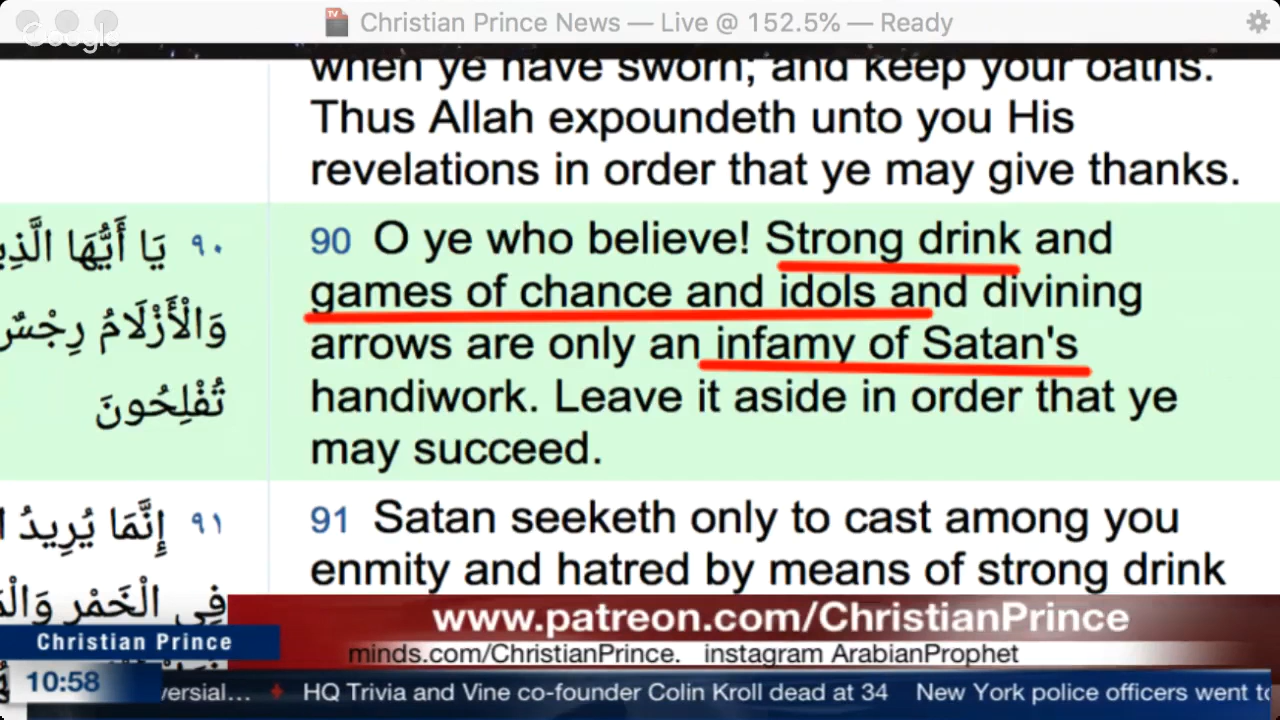 Christian Prince News — Live @ 152.5% — Ready
Google
when ye have sworn; and keep your oaths.
Thus Allah expoundeth unto you His
revelations in order that ye may give thanks.
90 O ye who believe! Strong drink and
games of chance and idols and divining
arrows are only an infamy of Satan's
handiwork. Leave it aside in order that ye
may succeed.
٩٠ يَا أَيُّهَا الَّذِي
وَالْأَزْلَامُ رِجْسٌ
تُفْلِحُونَ
91 Satan seeketh only to cast among you
enmity and hatred by means of strong drink
٩١ إِنَّمَا يُرِيدُ
فِي الْخَمْرِ
www.patreon.com/ChristianPrince
Christian Prince
minds.com/ChristianPrince. instagram ArabianProphet
10:58
versial... HQ Trivia and Vine co-founder Colin Kroll dead at 34 New York police officers went to